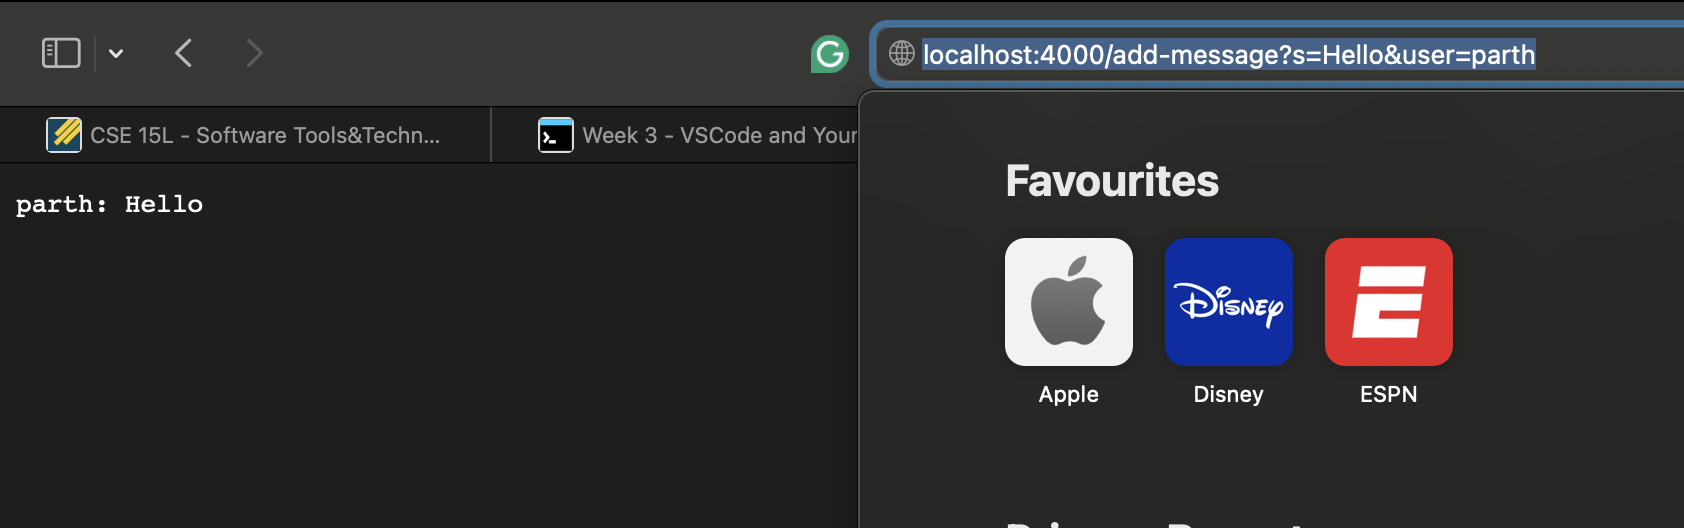 localhost:4000/add-message?s=Hello&user=parth
CSE 15L - Software Tools&Techn...
Week 3 - VSCode and Your
parth: Hello
Favourites
Disney
Apple
Disney
ESPN